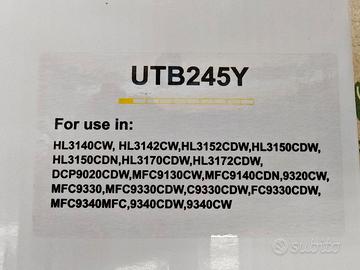 UTB245Y
For use in:
HL3140CW, HL3142CW,HL3152CDW,HL3150CDW,
HL3150CDN,HL3170CDW,HL3172CDW,
DCP9020CDW,MFC9130CW,MFC9140CDN,9320CW,
MFC9330,MFC9330CDW,C9330CDW,FC9330CDW,
MFC9340MFC,9340CDW,9340CW
subito